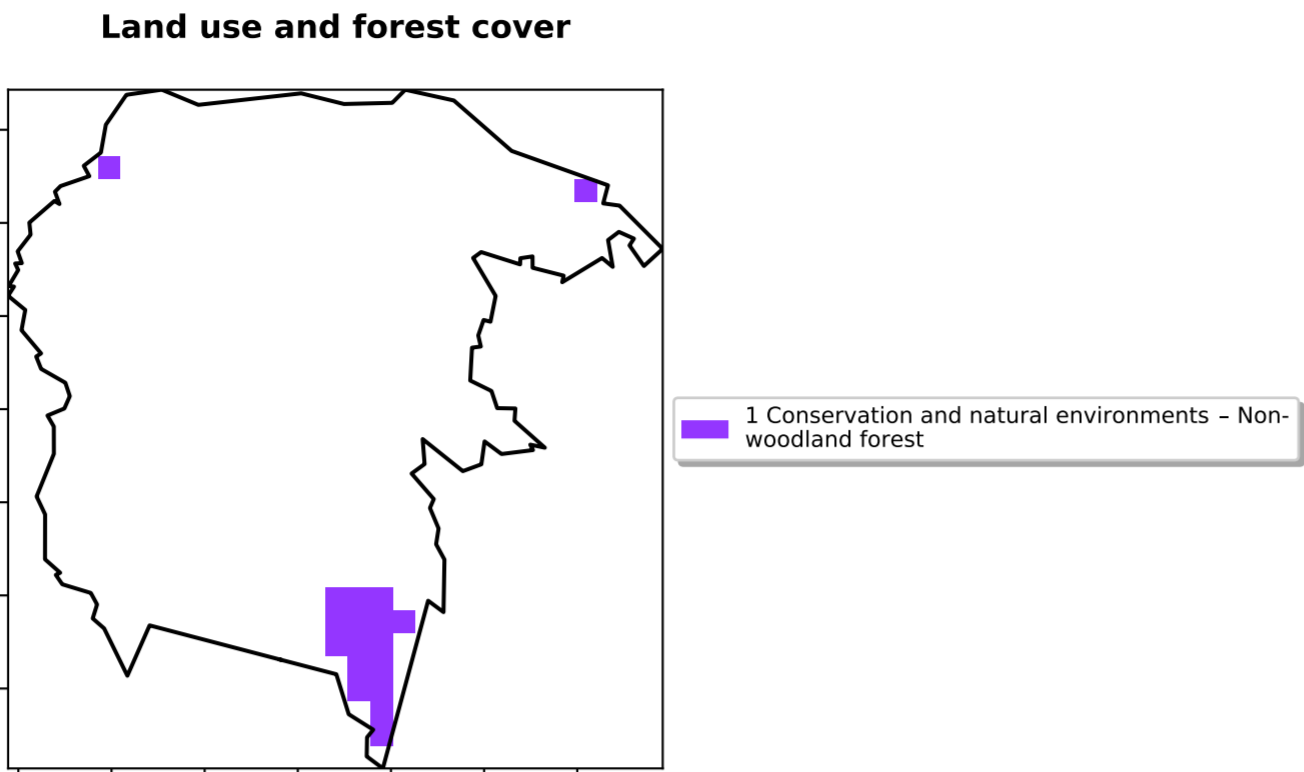 Land use and forest cover
1 Conservation and natural environments – Non-
woodland forest